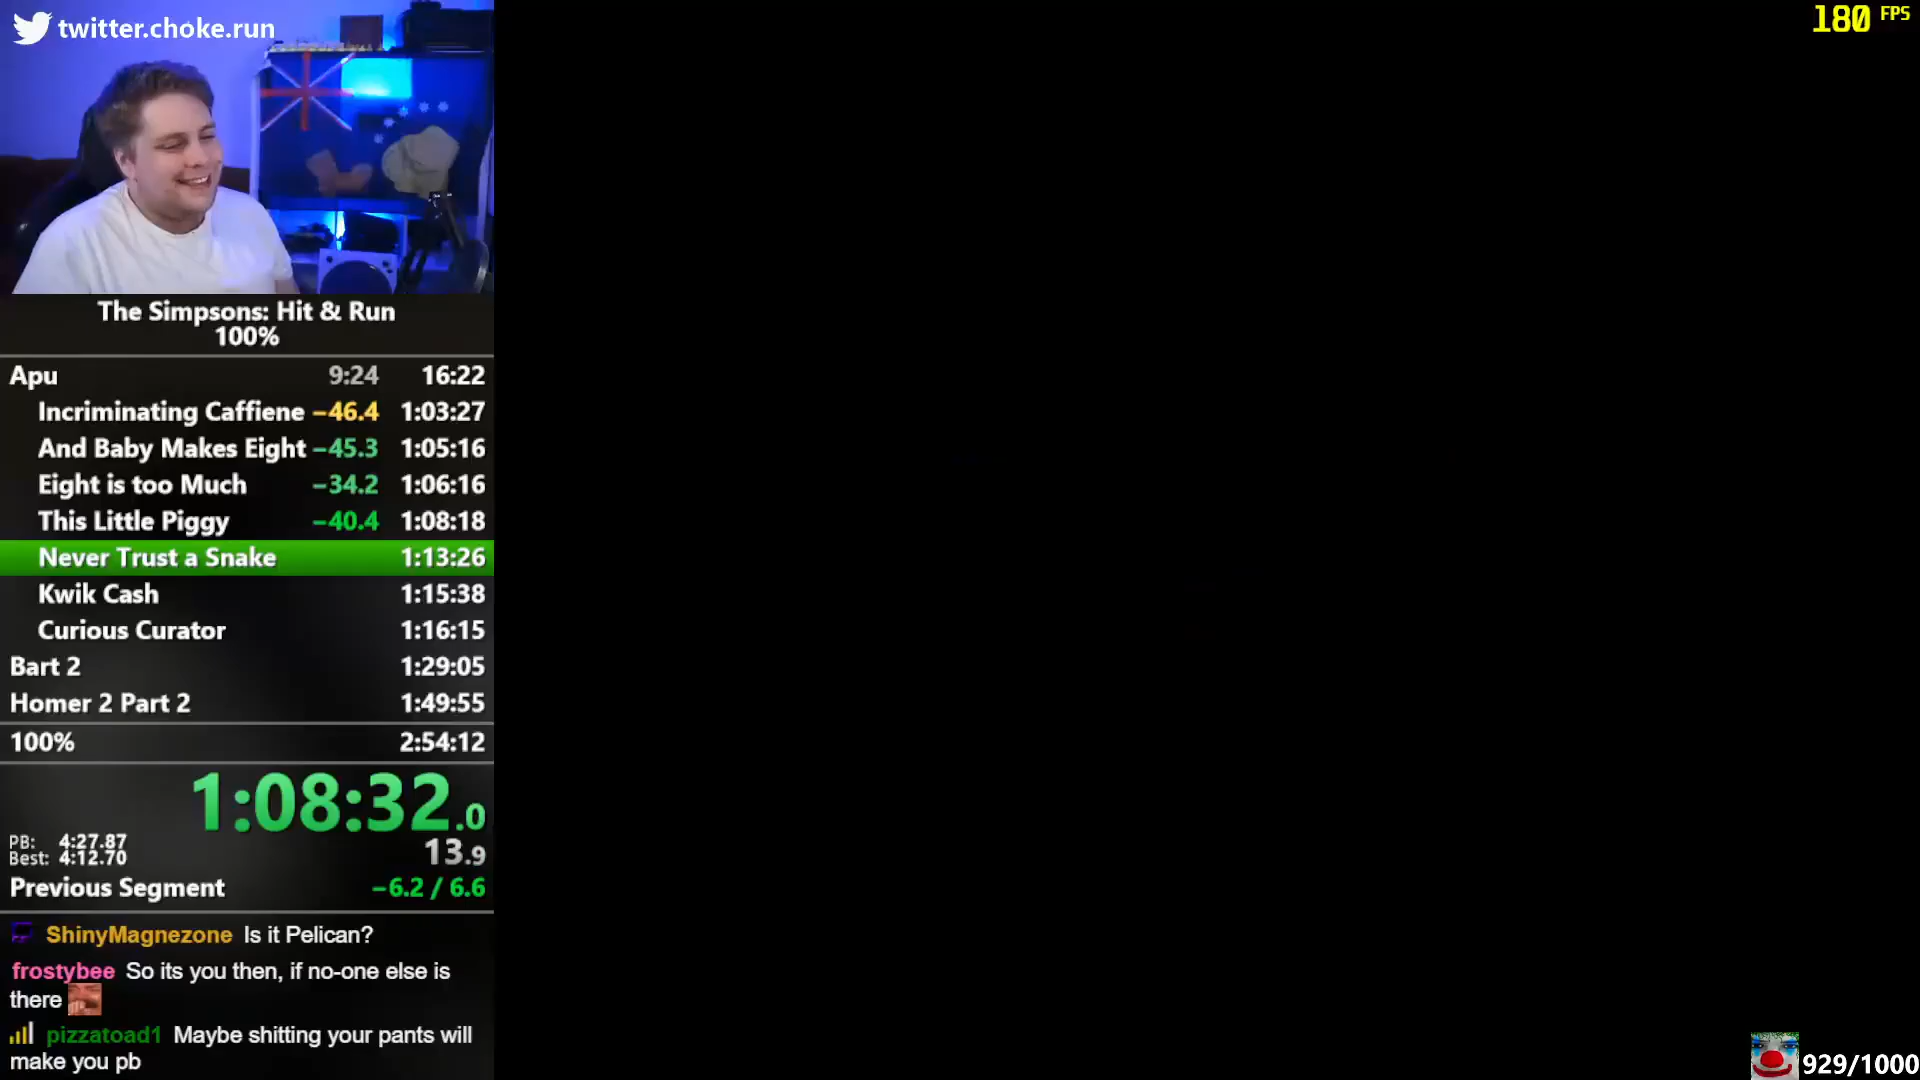 twitter.choke.run
180 FPS
The Simpsons: Hit & Run
100%
Apu 9:24 16:22
Incriminating Caffiene −46.4 1:03:27
And Baby Makes Eight −45.3 1:05:16
Eight is too Much −34.2 1:06:16
This Little Piggy −40.4 1:08:18
Never Trust a Snake 1:13:26
Kwik Cash 1:15:38
Curious Curator 1:16:15
Bart 2 1:29:05
Homer 2 Part 2 1:49:55
100% 2:54:12
1:08:32.0
PB: 4:27.87
Best: 4:12.70
13.9
Previous Segment −6.2 / 6.6
ShinyMagnezone Is it Pelican?
frostybee So its you then, if no-one else is
there
pizzatoad1 Maybe shitting your pants will
make you pb
929/1000